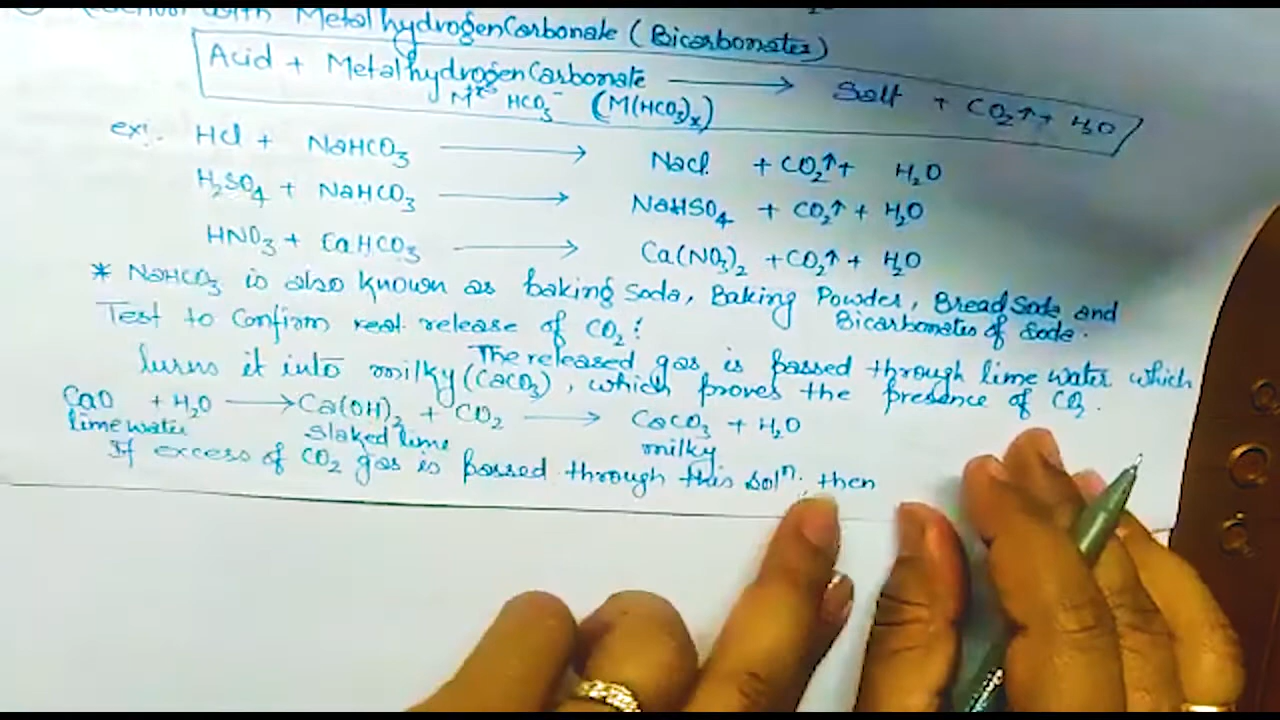 with Metal hydrogen Carbonate (Bicarbonates)
Acid + Metal hydrogen Carbonate ⟶ Salt + CO₂↑ + H₂O
HCO₃⁻ (M(HCO₃)ₓ)
ex:. HCl + NaHCO₃ ⟶ NaCl + CO₂↑ + H₂O
H₂SO₄ + NaHCO₃ ⟶ NaHSO₄ + CO₂↑ + H₂O
HNO₃ + CaHCO₃ ⟶ Ca(NO₃)₂ + CO₂↑ + H₂O
* NaHCO₃ is also known as baking Soda, Baking Powder, Bread Soda and
Bicarbonates of Soda.
Test to Confirm release of CO₂:
The released gas is passed through lime water which
turns it into milky (CaCO₃), which proves the presence of CO₂.
CaO + H₂O ⟶ Ca(OH)₂ + CO₂ ⟶ CaCO₃ + H₂O
lime water slaked lime milky
If excess of CO₂ gas is passed through this solⁿ. then